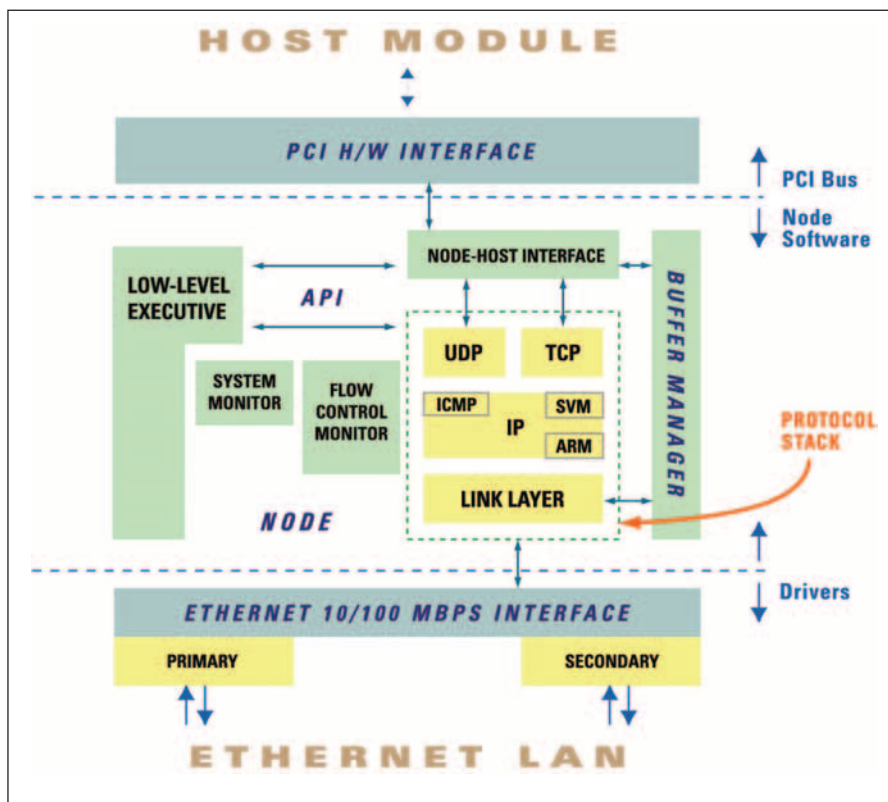 HOST MODULE
PCI H/W INTERFACE
PCI Bus
Node
Software
NODE-HOST INTERFACE
LOW-LEVEL
EXECUTIVE
API
BUFFER MANAGER
UDP
TCP
SYSTEM
MONITOR
FLOW
CONTROL
MONITOR
ICMP
SVM
IP
ARM
PROTOCOL
STACK
LINK LAYER
NODE
Drivers
ETHERNET 10/100 MBPS INTERFACE
PRIMARY
SECONDARY
ETHERNET LAN